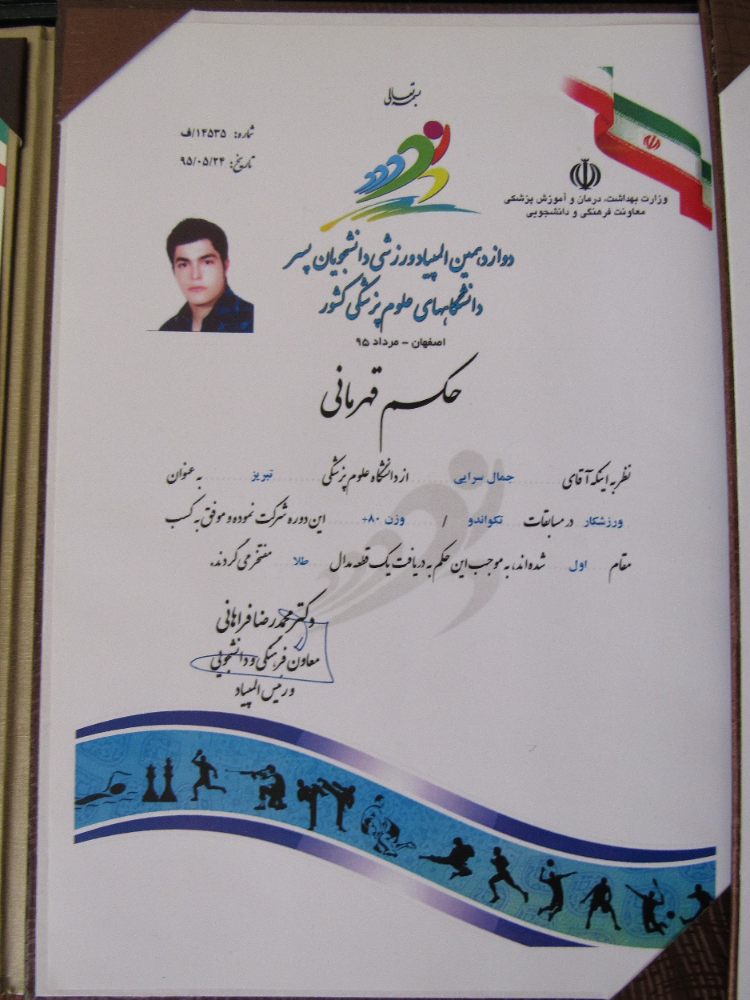 بسمه تعالی
شماره: ۱۴۵۳۵/ف
تاریخ: ۹۵/۰۵/۲۴
وزارت بهداشت، درمان و آموزش پزشکی
معاونت فرهنگی و دانشجویی
دوازدهمین المپیاد ورزشی دانشجویان پسر
دانشگاههای علوم پزشکی کشور
اصفهان - مرداد ۹۵
حکم قهرمانی
نظر به اینکه آقای جمال سرایی از دانشگاه علوم پزشکی تبریز به عنوان
ورزشکار در مسابقات تکواندو / وزن ۸۰+ این دوره شرکت نموده و موفق به کسب
مقام اول شده‌اند، به موجب این حکم به دریافت یک قطعه مدال طلا مفتخر می گردند.
دکتر محمد رضا فراهانی
معاون فرهنگی و دانشجویی
و رئیس المپیاد